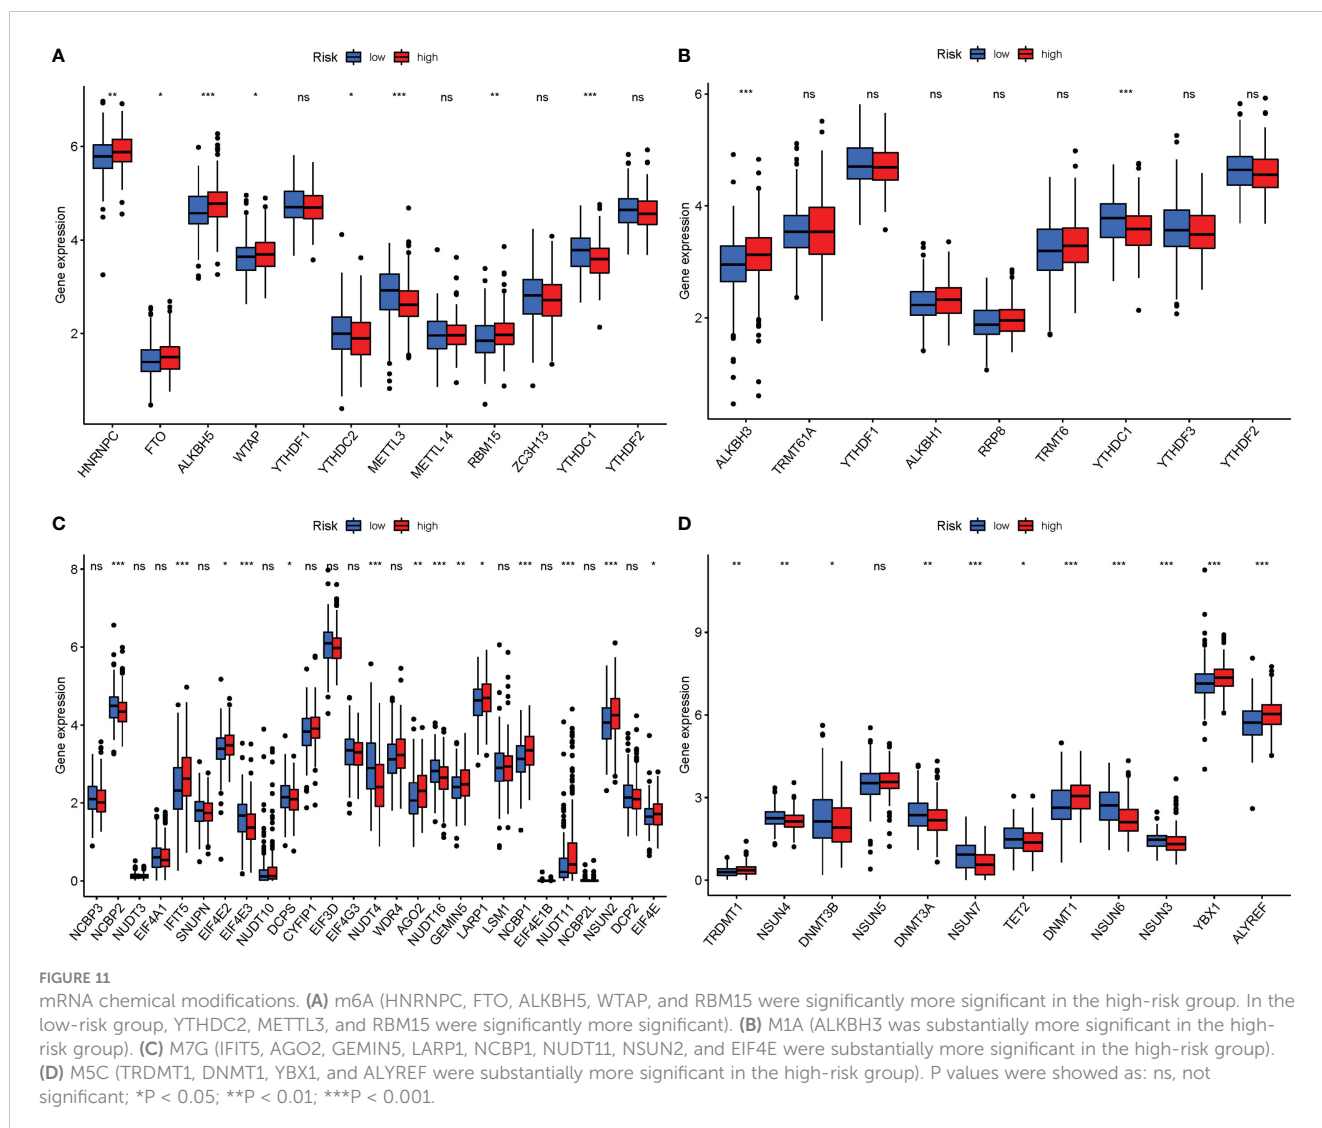 A
Risk low high
** * *** * ns * *** ns ** ns *** ns
Gene expression
6
4
2
HNRNPC FTO ALKBH5 WTAP YTHDF1 YTHDC2 METTL3 METTL14 RBM15 ZC3H13 YTHDC1 YTHDF2
B
Risk low high
*** ns ns ns ns ns *** ns ns
Gene expression
6
4
2
ALKBH3 TRMT61A YTHDF1 ALKBH1 RRP8 TRMT6 YTHDC1 YTHDF3 YTHDF2
C
Risk low high
ns *** ns ns *** ns * *** ns * ns ns ns *** ns ** *** ** * ns *** ns *** ns *** ns *
Gene expression
8
6
4
2
0
NCBP3 NCBP2 NUDT3 EIF4A1 IFIT5 SNUPN EIF4E2 EIF4E3 NUDT10 DCPS CYFIP1 EIF3D EIF4G3 NUDT4 WDR4 AGO2 NUDT16 GEMIN5 LARP1 LSM1 NCBP1 EIF4E1B NUDT11 NCBP2L NSUN2 DCP2 EIF4E
D
Risk low high
** ** * ns ** *** * *** *** *** *** ***
Gene expression
9
6
3
0
TRDMT1 NSUN4 DNMT3B NSUN5 DNMT3A NSUN7 TET2 DNMT1 NSUN6 NSUN3 YBX1 ALYREF
FIGURE 11
mRNA chemical modifications. (A) m6A (HNRNPC, FTO, ALKBH5, WTAP, and RBM15 were significantly more significant in the high-risk group. In the
low-risk group, YTHDC2, METTL3, and RBM15 were significantly more significant). (B) M1A (ALKBH3 was substantially more significant in the high-
risk group). (C) M7G (IFIT5, AGO2, GEMIN5, LARP1, NCBP1, NUDT11, NSUN2, and EIF4E were substantially more significant in the high-risk group).
(D) M5C (TRDMT1, DNMT1, YBX1, and ALYREF were substantially more significant in the high-risk group). P values were showed as: ns, not
significant; *P < 0.05; **P < 0.01; ***P < 0.001.